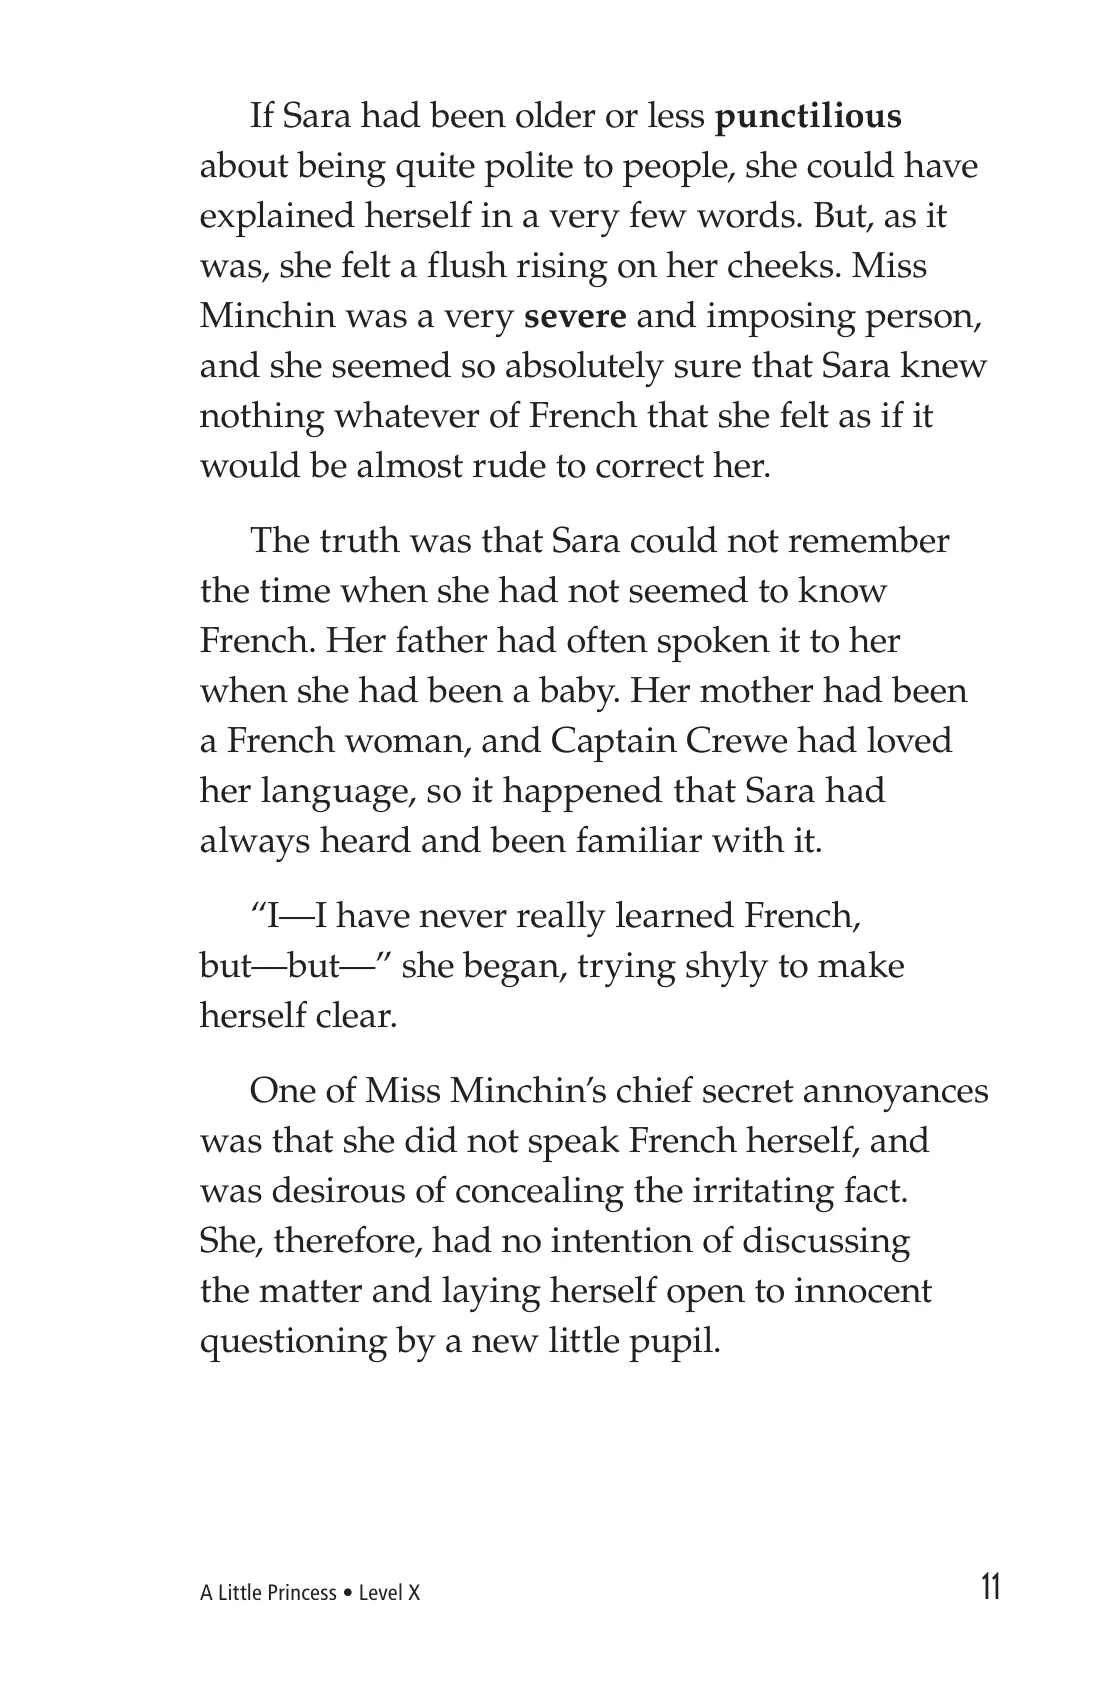 If Sara had been older or less punctilious
about being quite polite to people, she could have
explained herself in a very few words. But, as it
was, she felt a flush rising on her cheeks. Miss
Minchin was a very severe and imposing person,
and she seemed so absolutely sure that Sara knew
nothing whatever of French that she felt as if it
would be almost rude to correct her.
The truth was that Sara could not remember
the time when she had not seemed to know
French. Her father had often spoken it to her
when she had been a baby. Her mother had been
a French woman, and Captain Crewe had loved
her language, so it happened that Sara had
always heard and been familiar with it.
“I—I have never really learned French,
but—but—” she began, trying shyly to make
herself clear.
One of Miss Minchin’s chief secret annoyances
was that she did not speak French herself, and
was desirous of concealing the irritating fact.
She, therefore, had no intention of discussing
the matter and laying herself open to innocent
questioning by a new little pupil.
A Little Princess • Level X
11